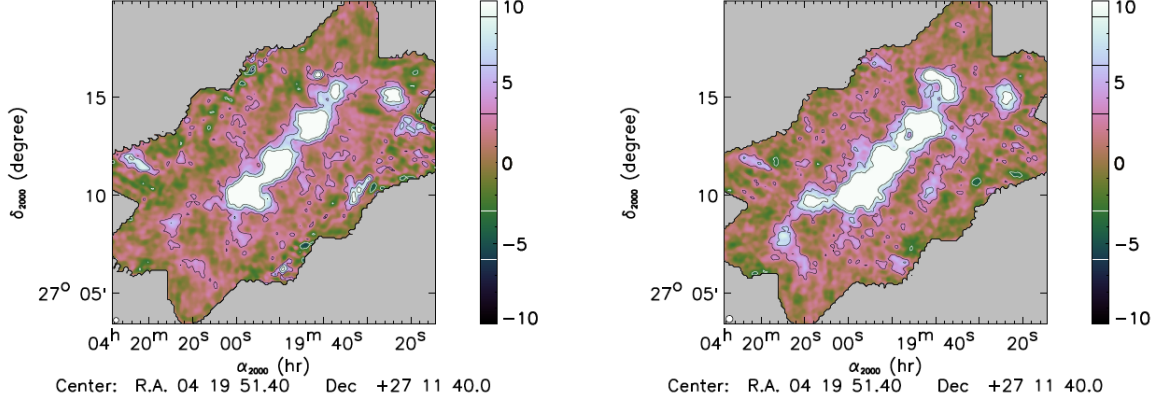 10
5
0
−5
−10
15
10
27° 05'
δ₂₀₀₀ (degree)
04ʰ 20ᵐ 20ˢ 00ˢ 19ᵐ 40ˢ 20ˢ
α₂₀₀₀ (hr)
Center: R.A. 04 19 51.40 Dec +27 11 40.0
10
5
0
−5
−10
15
10
27° 05'
δ₂₀₀₀ (degree)
04ʰ 20ᵐ 20ˢ 00ˢ 19ᵐ 40ˢ 20ˢ
α₂₀₀₀ (hr)
Center: R.A. 04 19 51.40 Dec +27 11 40.0